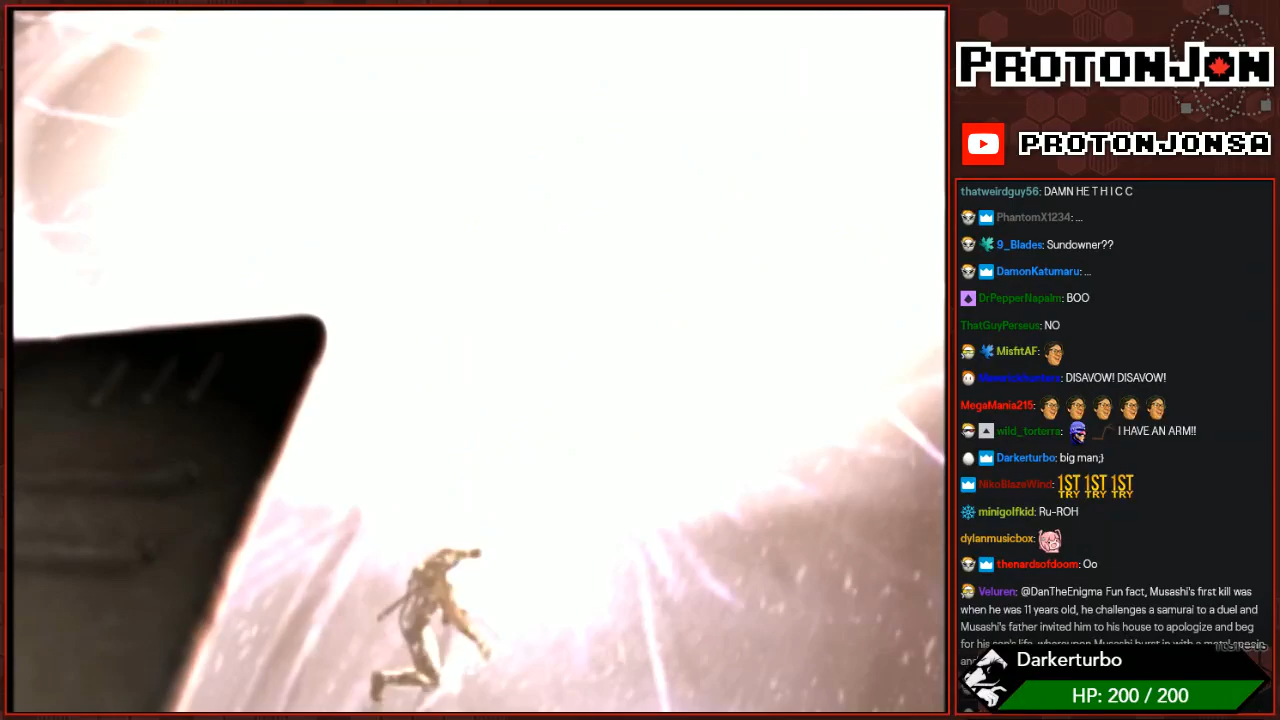 PROTONJON
PROTONJONSA
thatweirdguy56: DAMN HE T H I C C
PhantomX1234: ...
9_Blades: Sundowner??
DamonKatumaru: ...
DrPepperNapalm: BOO
ThatGuyPerseus: NO
MisfitAF:
DISAVOW! DISAVOW!
MegaMania215:
wild_torterra: I HAVE AN ARM!!
Darkerturbo: big man;}
NikoBlazeWind: 1ST 1ST 1ST
TRY TRY TRY
minigolfkid: Ru-ROH
dylanmusicbox:
thenardsofdoom: Oo
Veluren: @DanTheEnigma Fun fact, Musashi's first kill was
when he was 11 years old, he challenges a samurai to a duel and
Musashi's father invited him to his house to apologize and beg
for his son's life, whereupon Musashi burst in with a
Darkerturbo
HP: 200 / 200